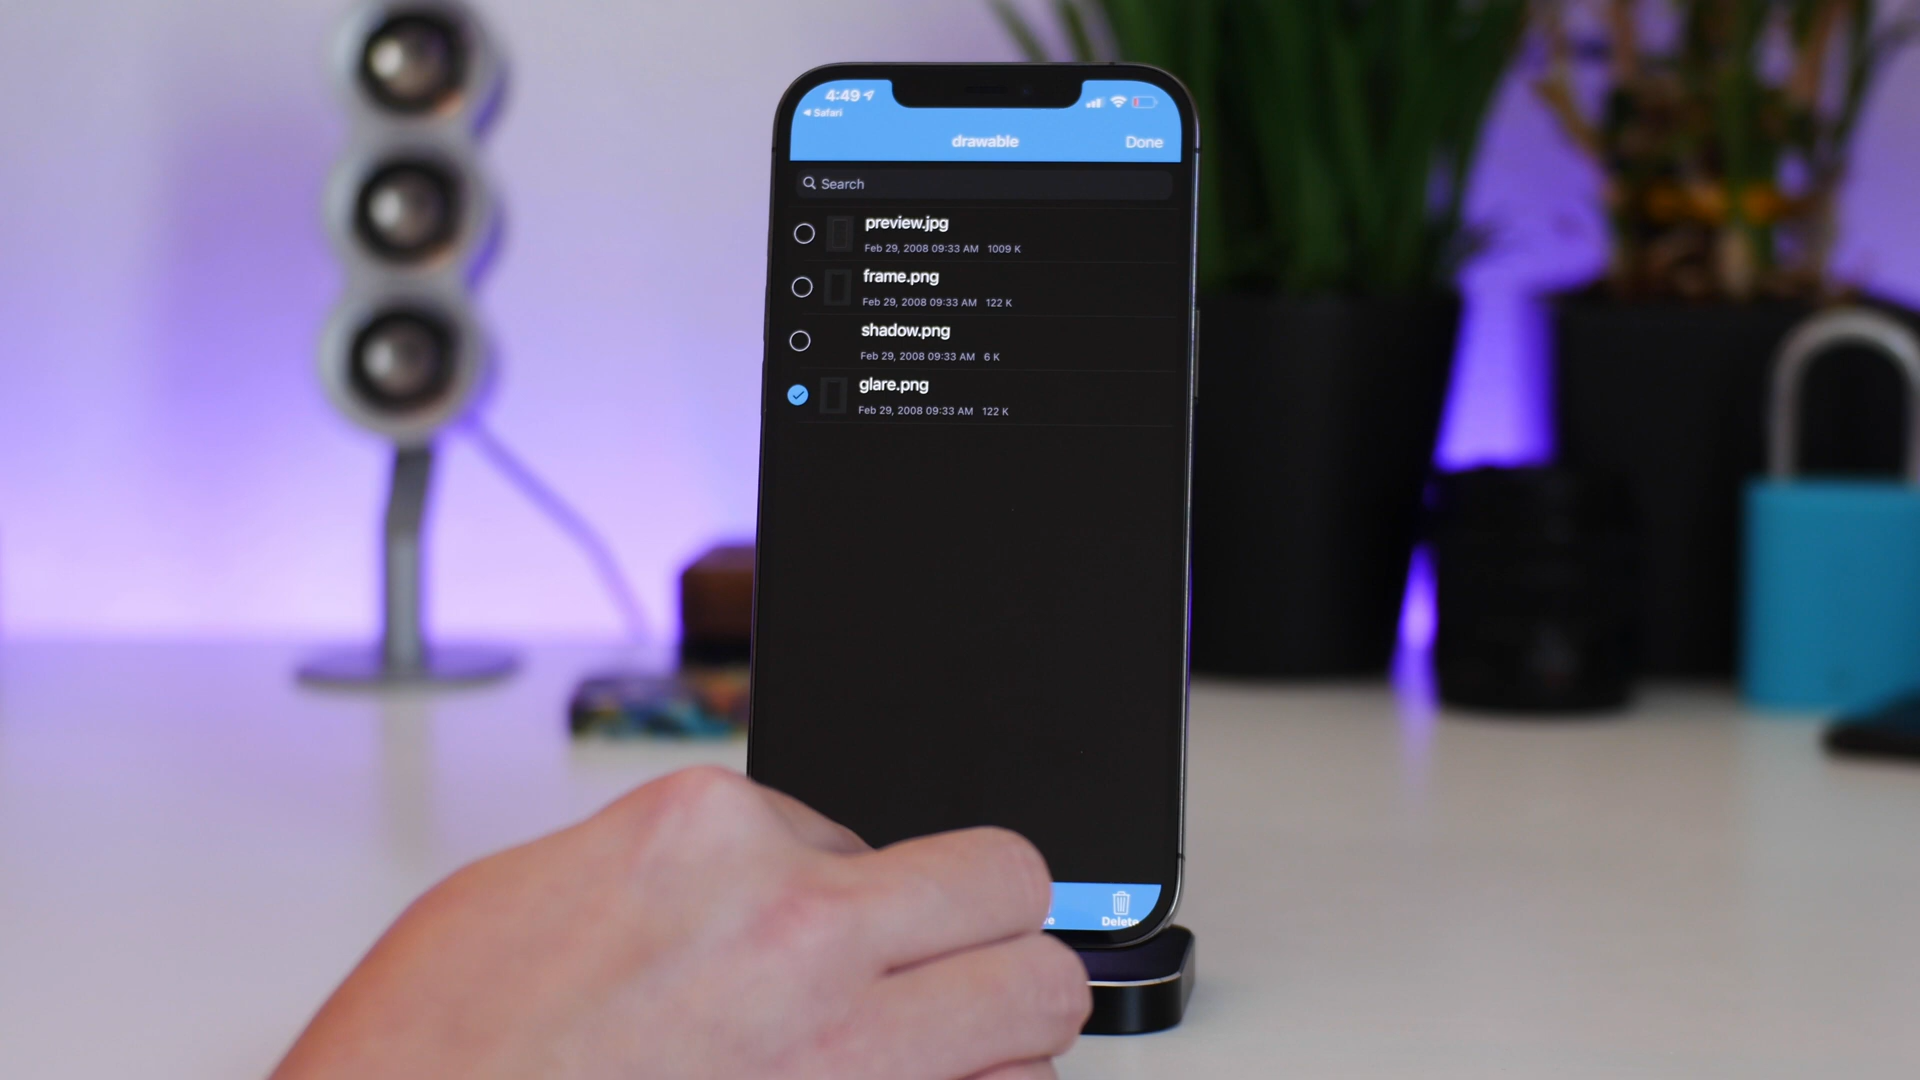 4:49
Safari
drawable Done
Search
preview.jpg
Feb 29, 2008 09:33 AM 1009 K
frame.png
Feb 29, 2008 09:33 AM 122 K
shadow.png
Feb 29, 2008 09:33 AM 6 K
glare.png
Feb 29, 2008 09:33 AM 122 K
Delete